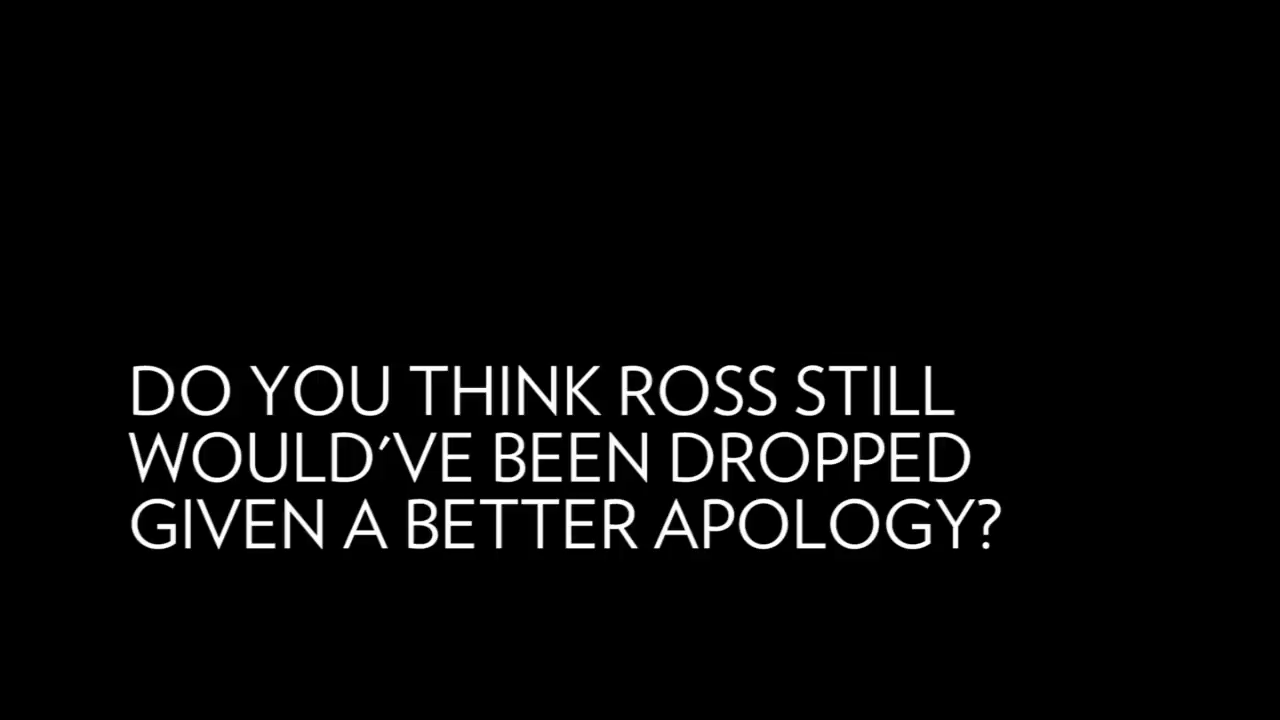 DO YOU THINK ROSS STILL
WOULD'VE BEEN DROPPED
GIVEN A BETTER APOLOGY?